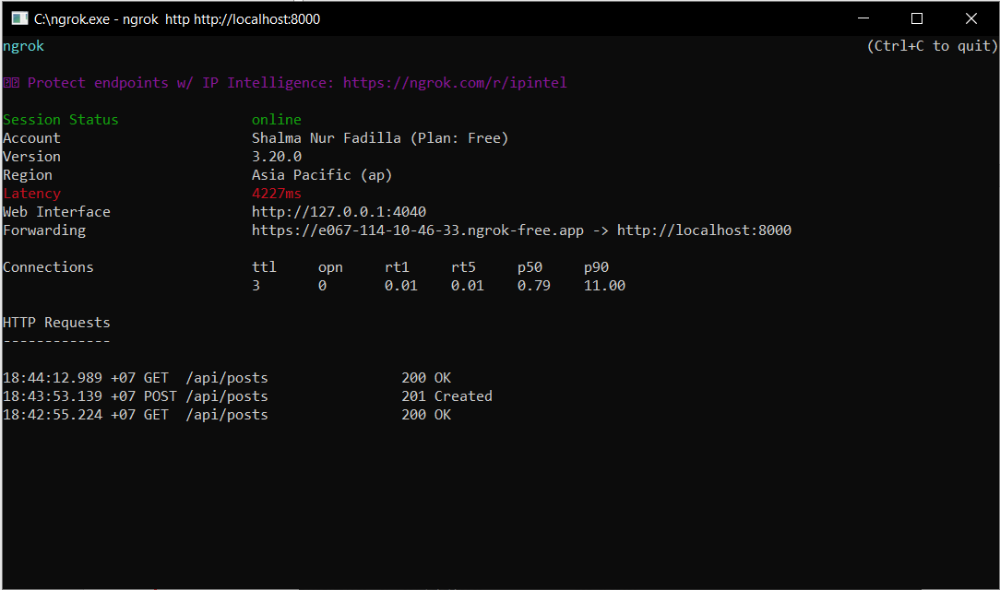 C:\ngrok.exe - ngrok http http://localhost:8000
ngrok (Ctrl+C to quit)
Protect endpoints w/ IP Intelligence: https://ngrok.com/r/ipintel
Session Status online
Account Shalma Nur Fadilla (Plan: Free)
Version 3.20.0
Region Asia Pacific (ap)
Latency 4227ms
Web Interface http://127.0.0.1:4040
Forwarding https://e067-114-10-46-33.ngrok-free.app -> http://localhost:8000
Connections ttl opn rt1 rt5 p50 p90
3 0 0.01 0.01 0.79 11.00
HTTP Requests
-------------
18:44:12.989 +07 GET /api/posts 200 OK
18:43:53.139 +07 POST /api/posts 201 Created
18:42:55.224 +07 GET /api/posts 200 OK